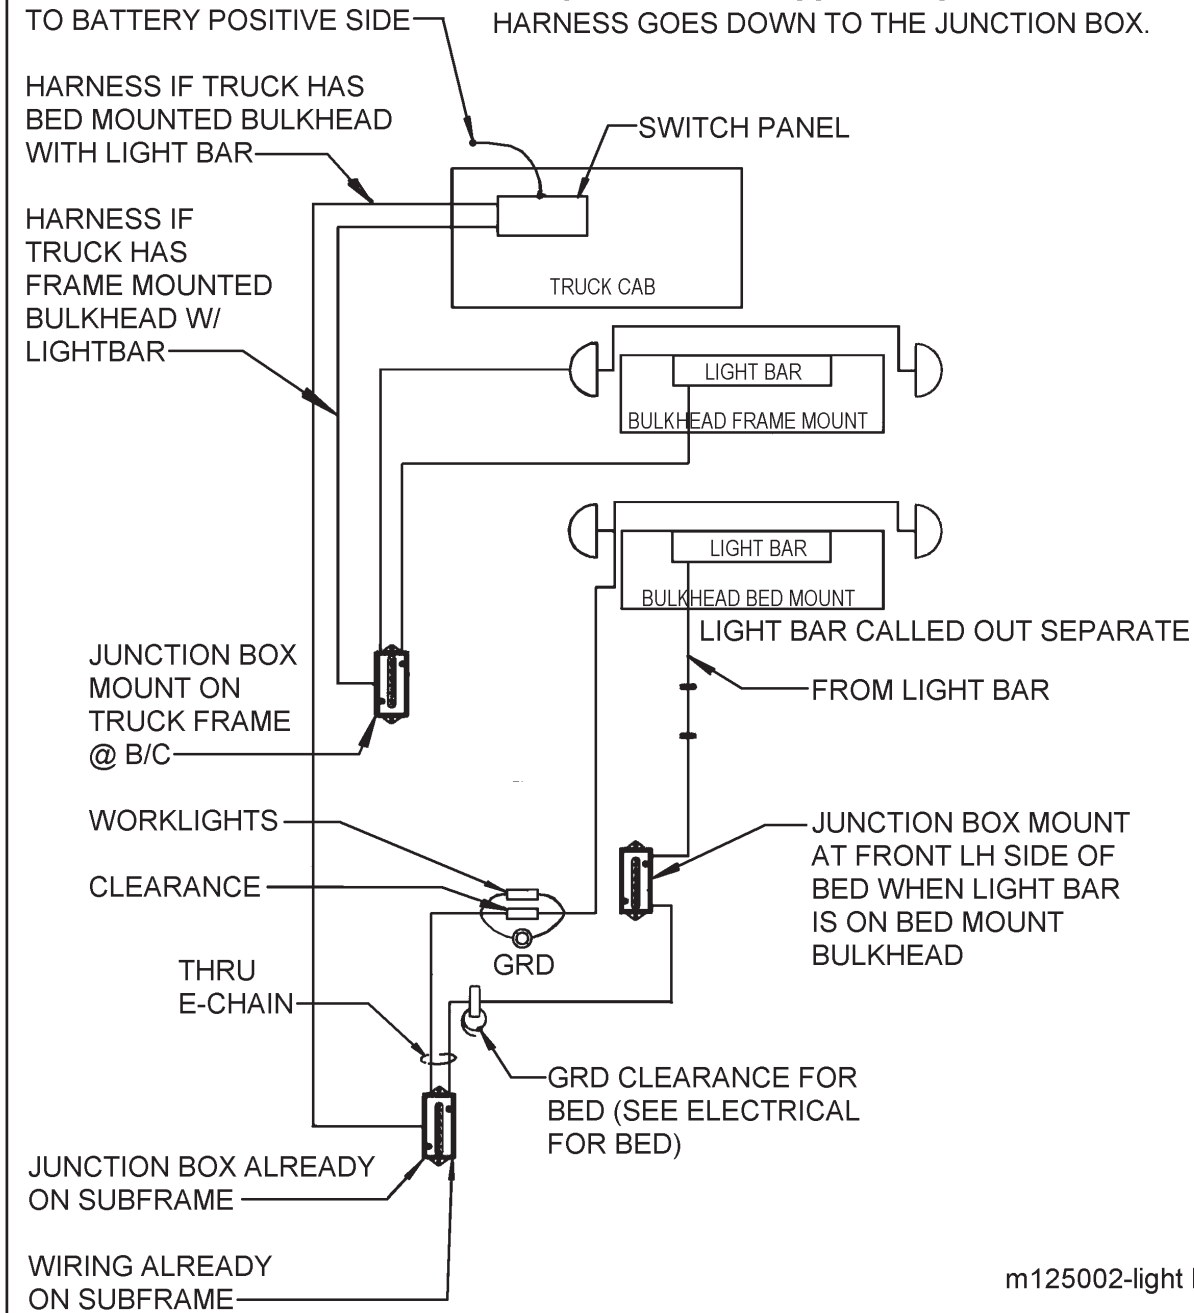 TO BATTERY POSITIVE SIDE
HARNESS GOES DOWN TO THE JUNCTION BOX.
HARNESS IF TRUCK HAS
BED MOUNTED BULKHEAD
WITH LIGHT BAR
SWITCH PANEL
HARNESS IF
TRUCK HAS
FRAME MOUNTED
BULKHEAD W/
LIGHTBAR
TRUCK CAB
LIGHT BAR
BULKHEAD FRAME MOUNT
LIGHT BAR
BULKHEAD BED MOUNT
LIGHT BAR CALLED OUT SEPARATE
FROM LIGHT BAR
JUNCTION BOX
MOUNT ON
TRUCK FRAME
@ B/C
WORKLIGHTS
CLEARANCE
JUNCTION BOX MOUNT
AT FRONT LH SIDE OF
BED WHEN LIGHT BAR
IS ON BED MOUNT
BULKHEAD
GRD
THRU
E-CHAIN
GRD CLEARANCE FOR
BED (SEE ELECTRICAL
FOR BED)
JUNCTION BOX ALREADY
ON SUBFRAME
WIRING ALREADY
ON SUBFRAME
m125002-light